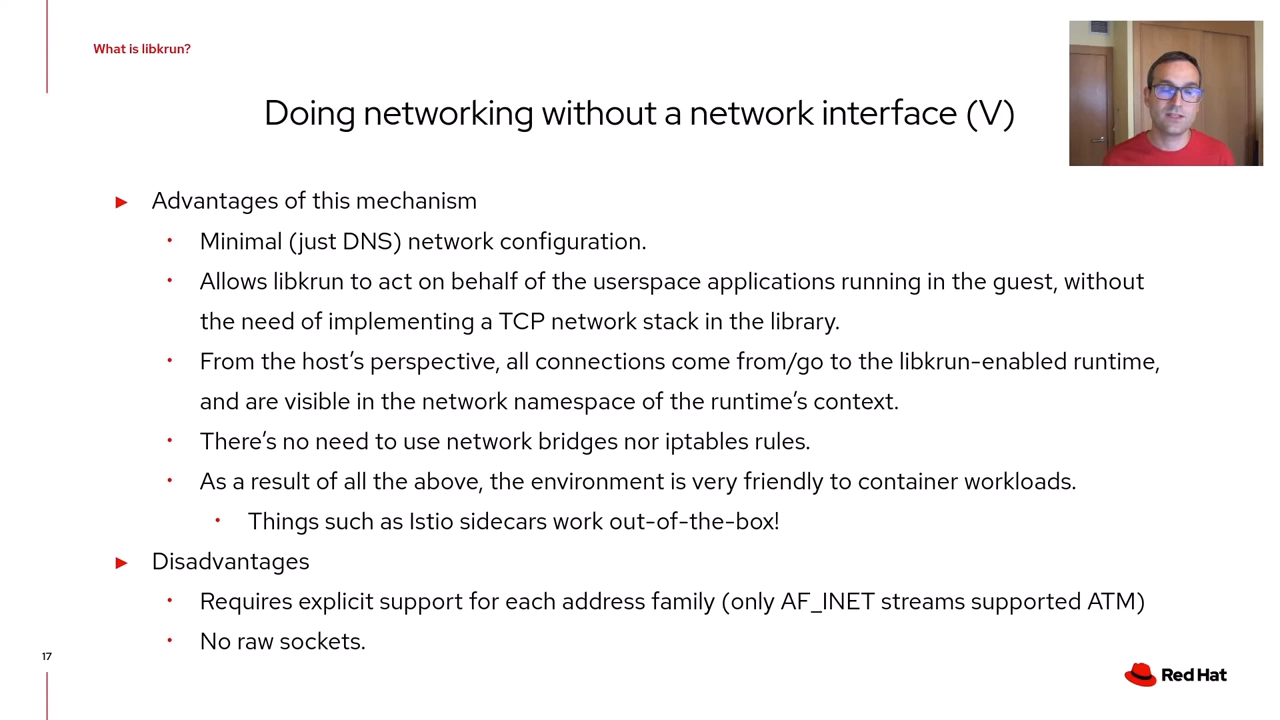 What is libkrun?
Doing networking without a network interface (V)
► Advantages of this mechanism
• Minimal (just DNS) network configuration.
• Allows libkrun to act on behalf of the userspace applications running in the guest, without
the need of implementing a TCP network stack in the library.
• From the host’s perspective, all connections come from/go to the libkrun-enabled runtime,
and are visible in the network namespace of the runtime’s context.
• There’s no need to use network bridges nor iptables rules.
• As a result of all the above, the environment is very friendly to container workloads.
• Things such as Istio sidecars work out-of-the-box!
► Disadvantages
• Requires explicit support for each address family (only AF_INET streams supported ATM)
• No raw sockets.
17
Red Hat